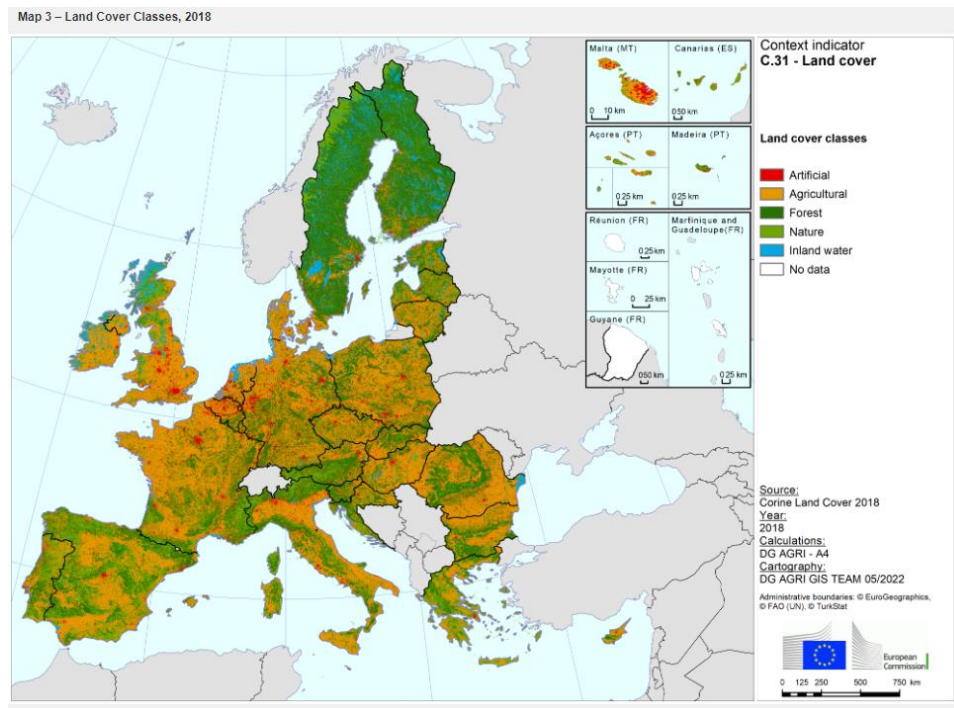 Map 3 – Land Cover Classes, 2018
Malta (MT)
Canarias (ES)
0 10 km
0 50 km
Açores (PT)
Madeira (PT)
0 25 km
0 25 km
Réunion (FR)
Martinique and
Guadeloupe(FR)
0 25 km
Mayotte (FR)
0 25 km
Guyane (FR)
0 50 km
0 25 km
Context indicator
C.31 - Land cover
Land cover classes
Artificial
Agricultural
Forest
Nature
Inland water
No data
Source:
Corine Land Cover 2018
Year:
2018
Calculations:
DG AGRI - A4
Cartography:
DG AGRI GIS TEAM 05/2022
Administrative boundaries: © EuroGeographics,
© FAO (UN), © TurkStat
European
Commission
0 125 250 500 750 km